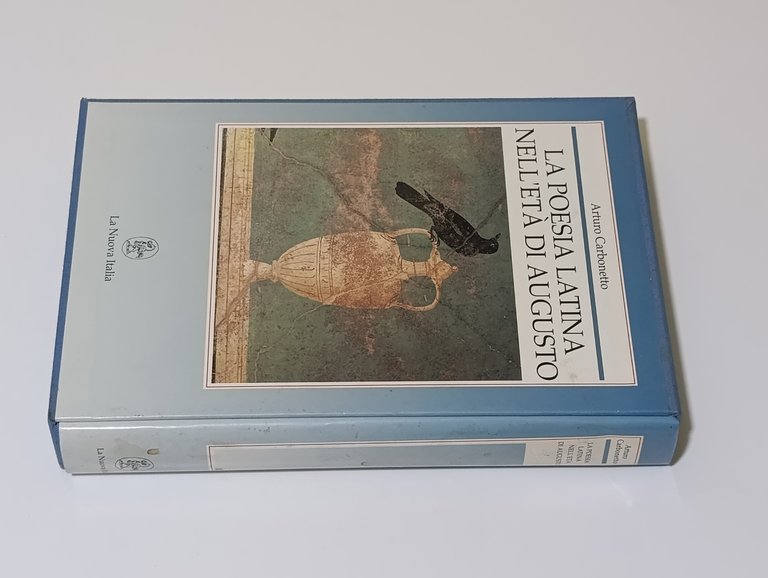 Arturo Carbonetto
LA POESIA LATINA
NELL'ETÀ DI AUGUSTO
La Nuova Italia
Arturo
Carbonetto
LA POESIA
LATINA
NELL'ETÀ
DI AUGUSTO
La Nuova